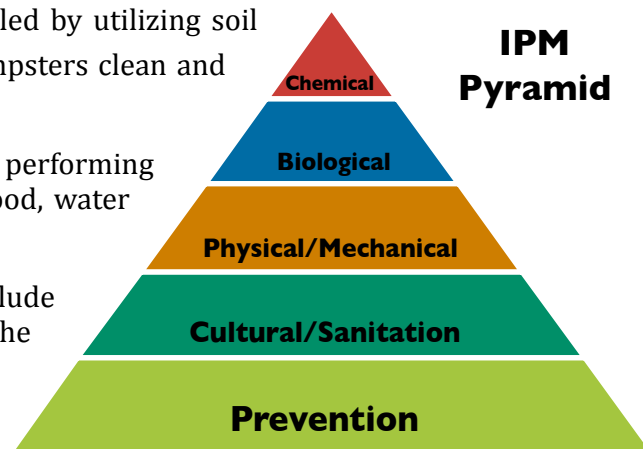 led by utilizing soil
mpsters clean and
performing
ood, water
lude
he
IPM
Pyramid
Chemical
Biological
Physical/Mechanical
Cultural/Sanitation
Prevention